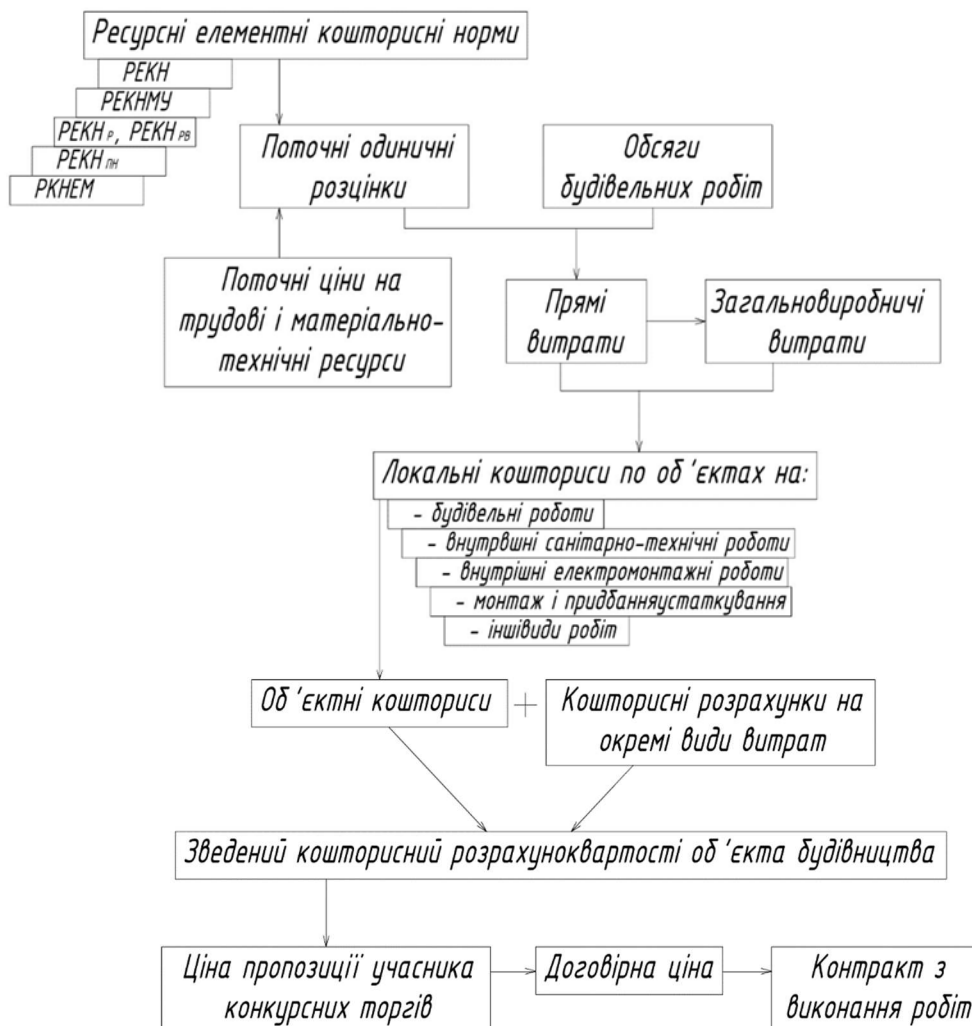 Ресурсні елементні кошторисні норми
РЕКН
РЕКНМУ
РЕКН Р, РЕКН РВ
РЕКН ПН
РКНЕМ
Поточні одиничні
розцінки
Обсяги
будівельних робіт
Поточні ціни на
трудові і матеріально-
технічні ресурси
Прямі
витрати
Загальновиробничі
витрати
Локальні кошториси по об'єктах на:
- будівельні роботи
- внутрвшні санітарно-технічні роботи
- внутрішні електромонтажні роботи
- монтаж і придбанняустаткування
- іншівиди робіт
Об'єктні кошториси
+
Кошторисні розрахунки на
окремі види витрат
Зведений кошторисний розрахуноквартості об'єкта будівництва
Ціна пропозиції учасника
конкурсних торгів
Договірна ціна
Контракт з
виконання робіт